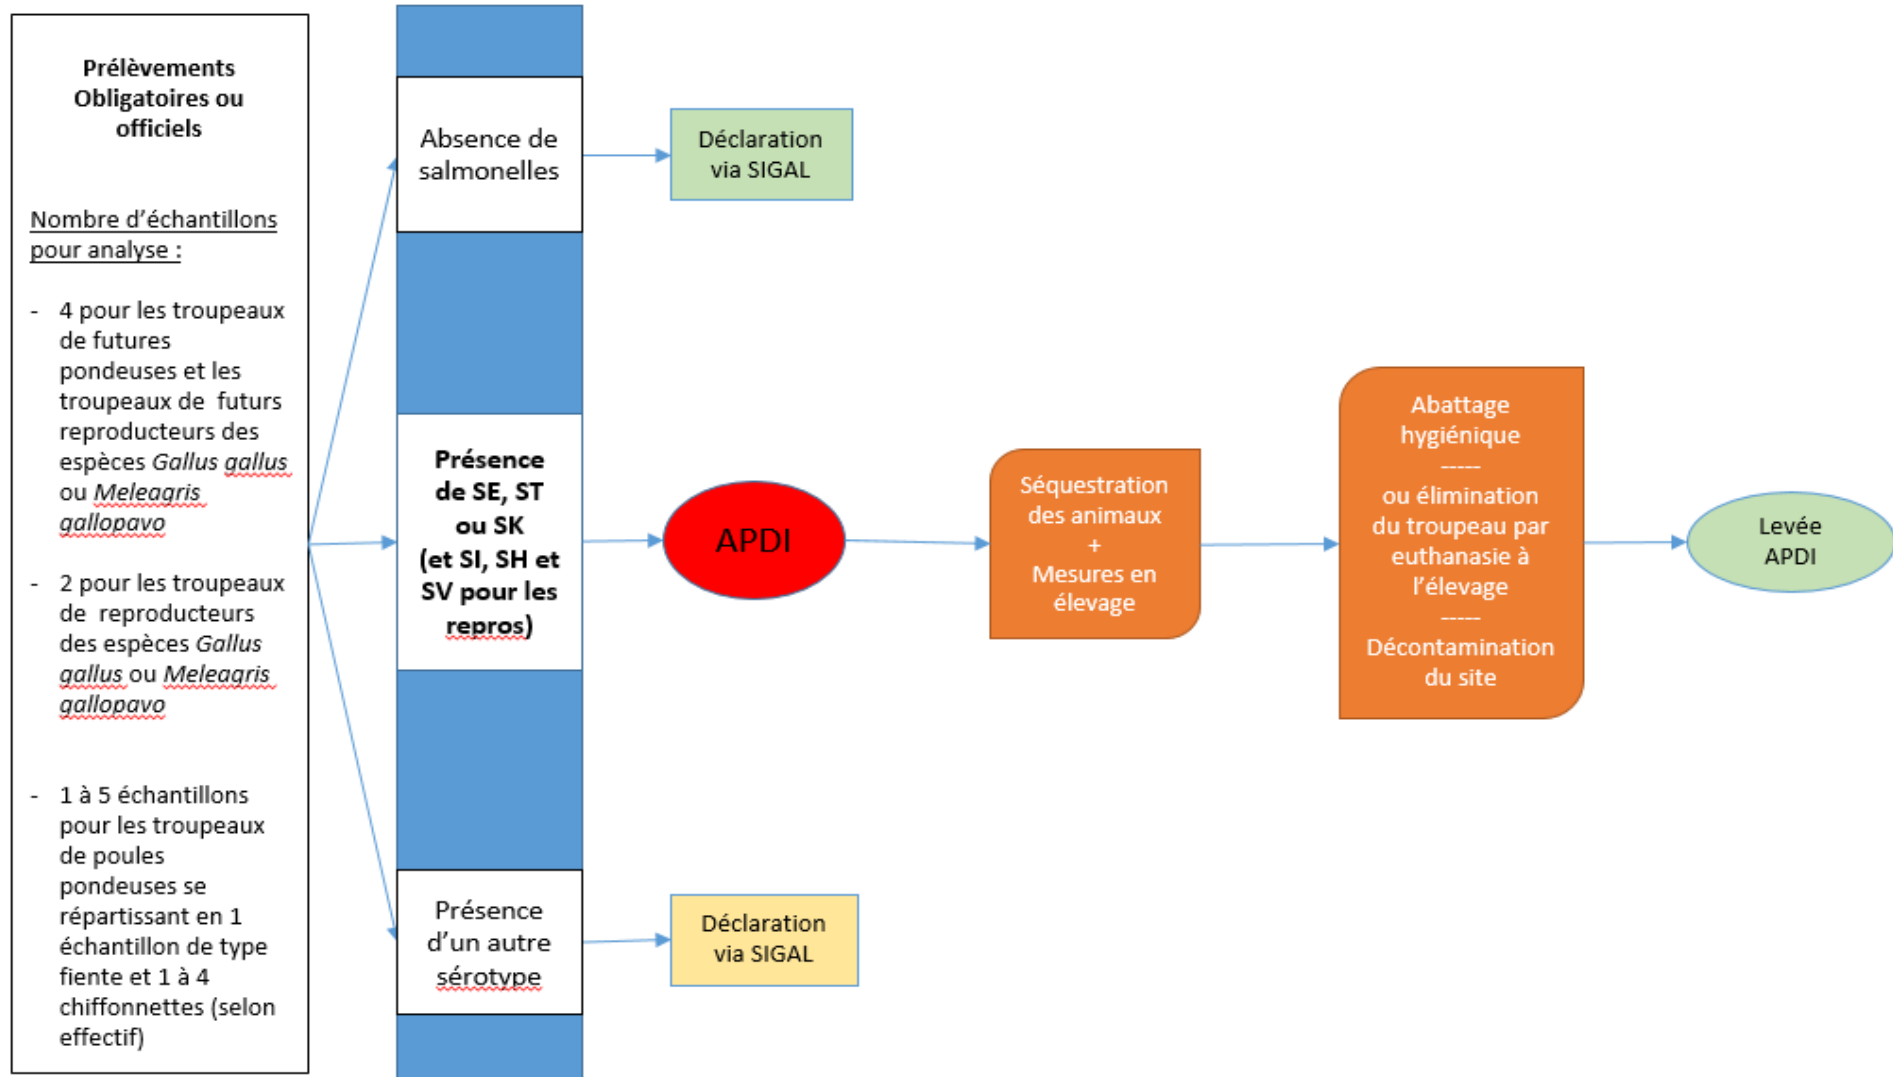 Prélèvements
Obligatoires ou
officiels
Nombre d'échantillons
pour analyse :
- 4 pour les troupeaux
de futures
pondeuses et les
troupeaux de futurs
reproducteurs des
espèces Gallus gallus
ou Meleagris
gallopavo
- 2 pour les troupeaux
de reproducteurs
des espèces Gallus
gallus ou Meleagris
gallopavo
- 1 à 5 échantillons
pour les troupeaux
de poules
pondeuses se
répartissant en 1
échantillon de type
fiente et 1 à 4
chiffonnettes (selon
effectif)
Absence de
salmonelles
Déclaration
via SIGAL
Présence
de SE, ST
ou SK
(et SI, SH et
SV pour les
repros)
APDI
Séquestration
des animaux
+
Mesures en
élevage
Abattage
hygiénique
-----
ou élimination
du troupeau par
euthanasie à
l'élevage
-----
Décontamination
du site
Levée
APDI
Présence
d'un autre
sérotype
Déclaration
via SIGAL